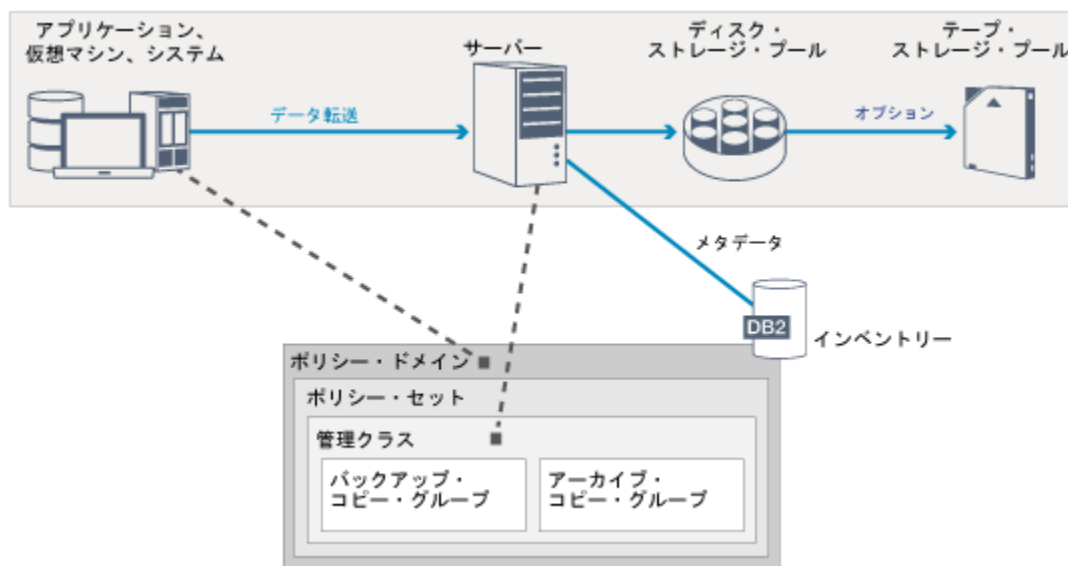 アプリケーション、
仮想マシン、システム
サーバー
ディスク・
ストレージ・プール
テープ・
ストレージ・プール
データ転送
オプション
メタデータ
DB2
インベントリー
ポリシー・ドメイン
ポリシー・セット
管理クラス
バックアップ・
コピー・グループ
アーカイブ・
コピー・グループ